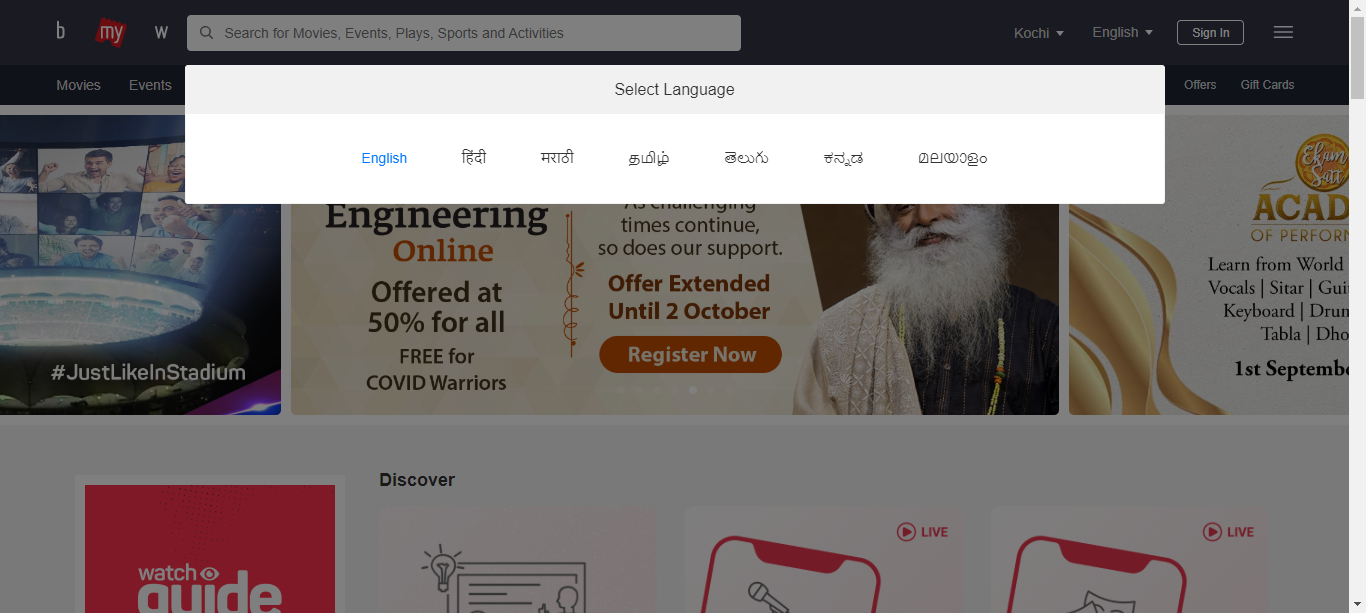 b my w
Search for Movies, Events, Plays, Sports and Activities
Kochi
English
Sign In
Movies
Events
Offers
Gift Cards
Select Language
English
हिंदी
मराठी
தமிழ்
తెలుగు
ಕನ್ನಡ
മലയാളം
#JustLikeInStadium
Engineering
Online
Offered at
50% for all
FREE for
COVID Warriors
As challenging
times continue,
so does our support.
Offer Extended
Until 2 October
Register Now
Ekam
Satt
ACAD
OF PERFORM
Learn from World
Vocals | Sitar | Gui
Keyboard | Drum
Tabla | Dho
1st Septembe
Discover
watch
guide
LIVE
LIVE